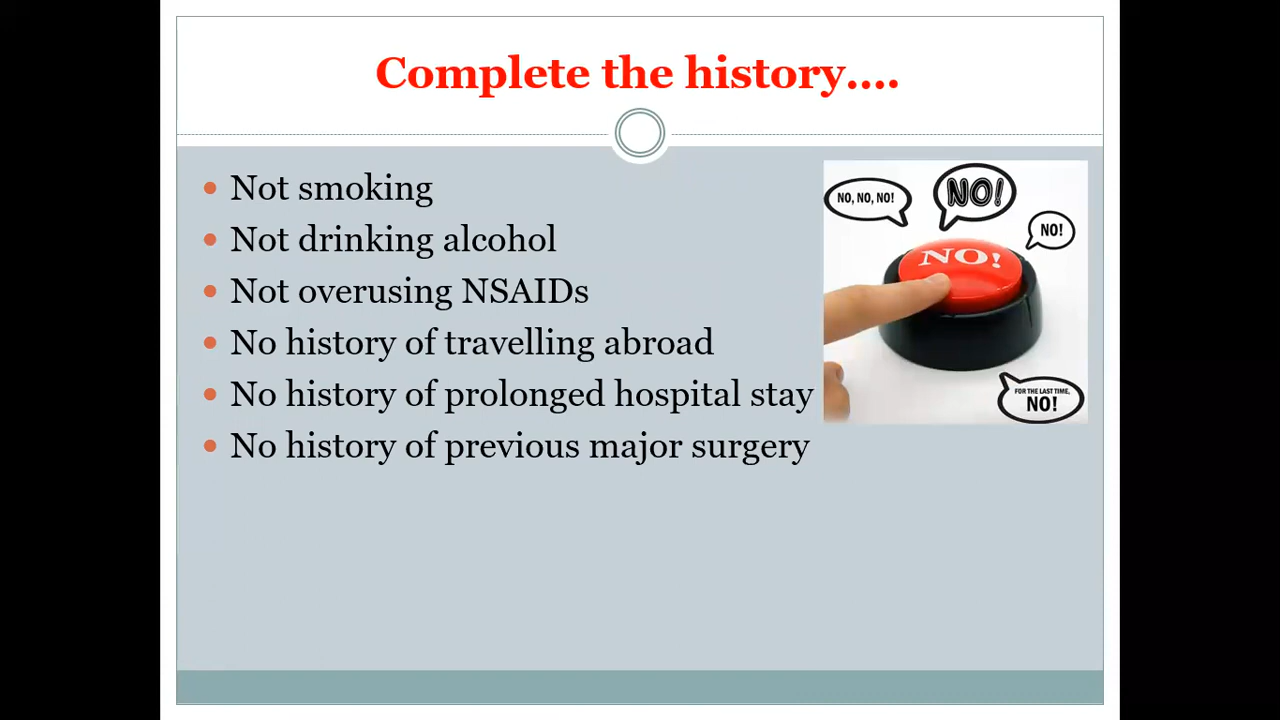 Complete the history....
Not smoking
Not drinking alcohol
Not overusing NSAIDs
No history of travelling abroad
No history of prolonged hospital stay
No history of previous major surgery
NO, NO, NO!
NO!
NO!
NO!
FOR THE LAST TIME,
NO!